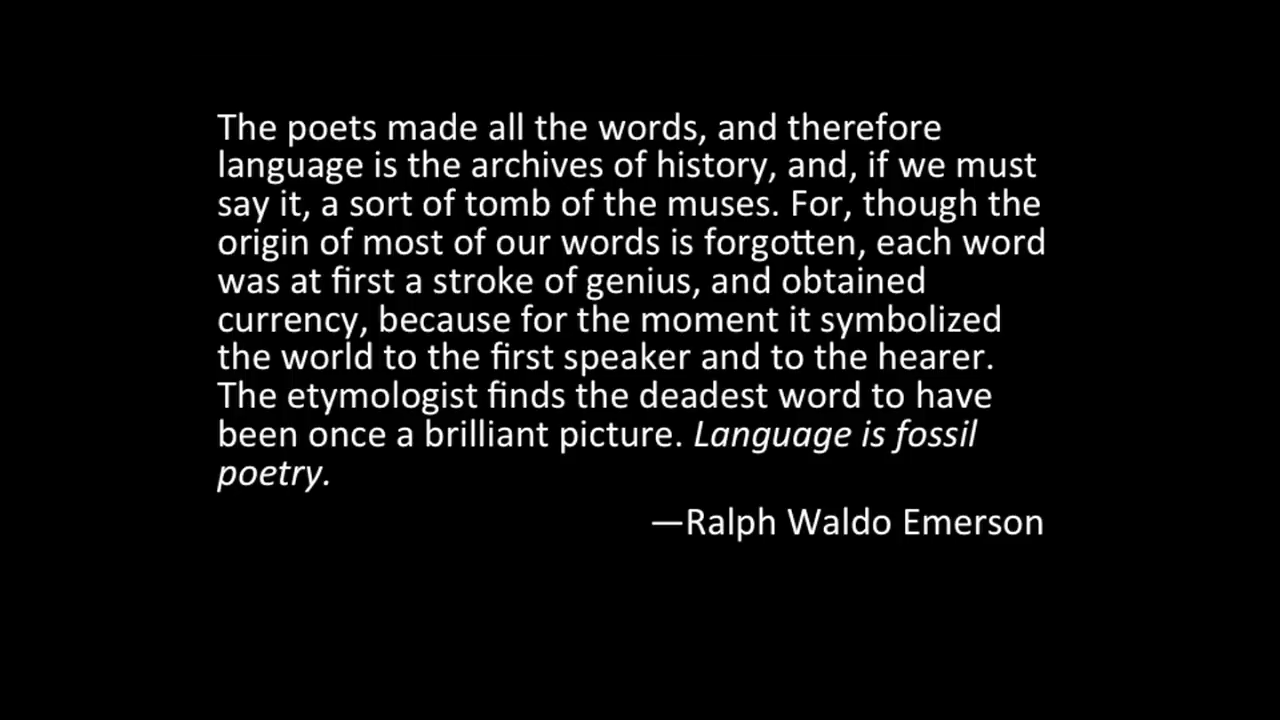 The poets made all the words, and therefore
language is the archives of history, and, if we must
say it, a sort of tomb of the muses. For, though the
origin of most of our words is forgotten, each word
was at first a stroke of genius, and obtained
currency, because for the moment it symbolized
the world to the first speaker and to the hearer.
The etymologist finds the deadest word to have
been once a brilliant picture. Language is fossil
poetry.
—Ralph Waldo Emerson